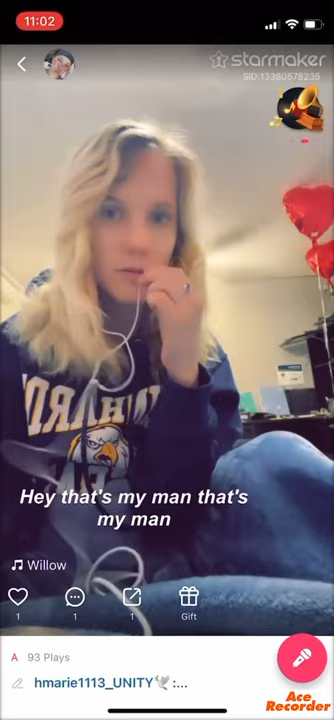 11:02
starmaker
SID:13380578235
Hey that's my man that's
my man
Willow
1
1
1
Gift
A 93 Plays
hmarie1113_UNITY🕊 :...
Ace
Recorder